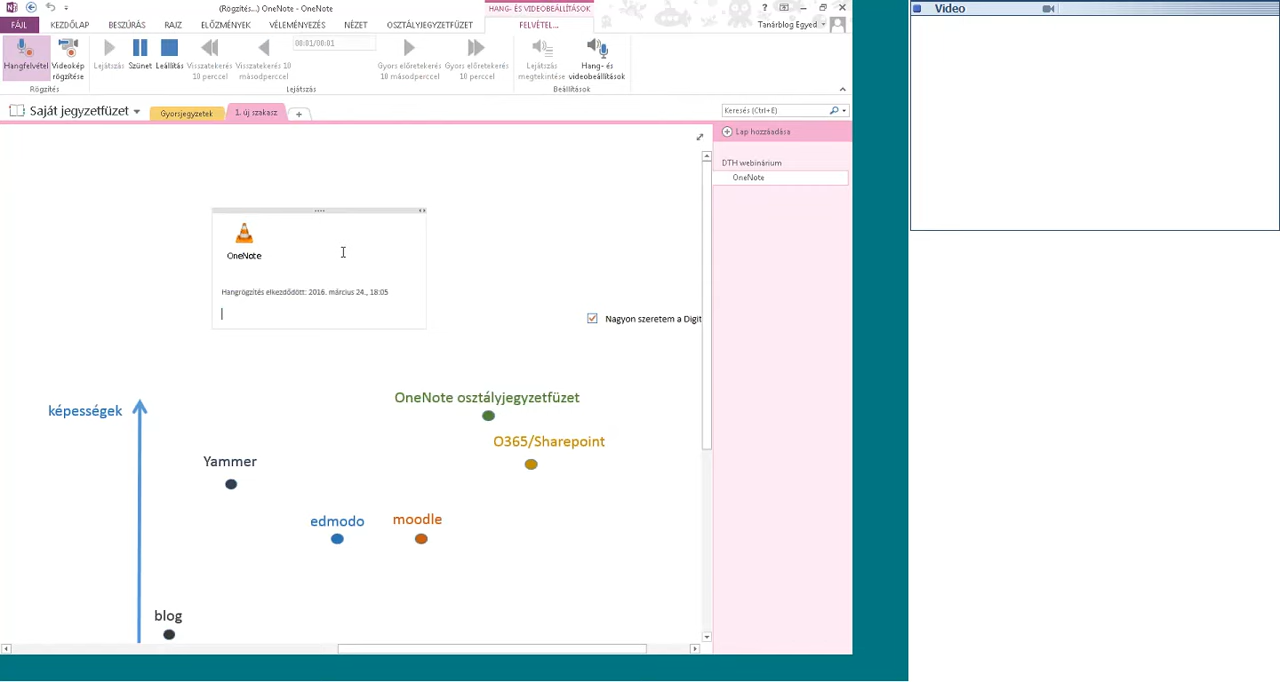 (Rögzítés...) OneNote - OneNote
HANG- ÉS VIDEOBEÁLLÍTÁSOK
Video
FÁJL KEZDŐLAP BESZÚRÁS RAJZ ELŐZMÉNYEK VÉLEMÉNYEZÉS NÉZET OSZTÁLYJEGYZETFÜZET FELVÉTEL... Tanárblog Egyed
Hangfelvétel
Videokép rögzítése
Lejátszás
Szünet
Leállítás
Visszatekerés 10 perccel
Visszatekerés 10 másodperccel
00:01/00:01
Gyors előretekerés 10 másodperccel
Gyors előretekerés 10 perccel
Lejátszás megtekintése
Hang- és videobeállítások
Rögzítés
Lejátszás
Beállítások
Saját jegyzetfüzet
Gyorsjegyzetek
1. új szakasz
Keresés (Ctrl+E)
Lap hozzáadása
DTH webinárium
OneNote
OneNote
Hangrögzítés elkezdődött: 2016. március 24., 18:05
Nagyon szeretem a Digit
képességek
OneNote osztályjegyzetfüzet
O365/Sharepoint
Yammer
edmodo
moodle
blog